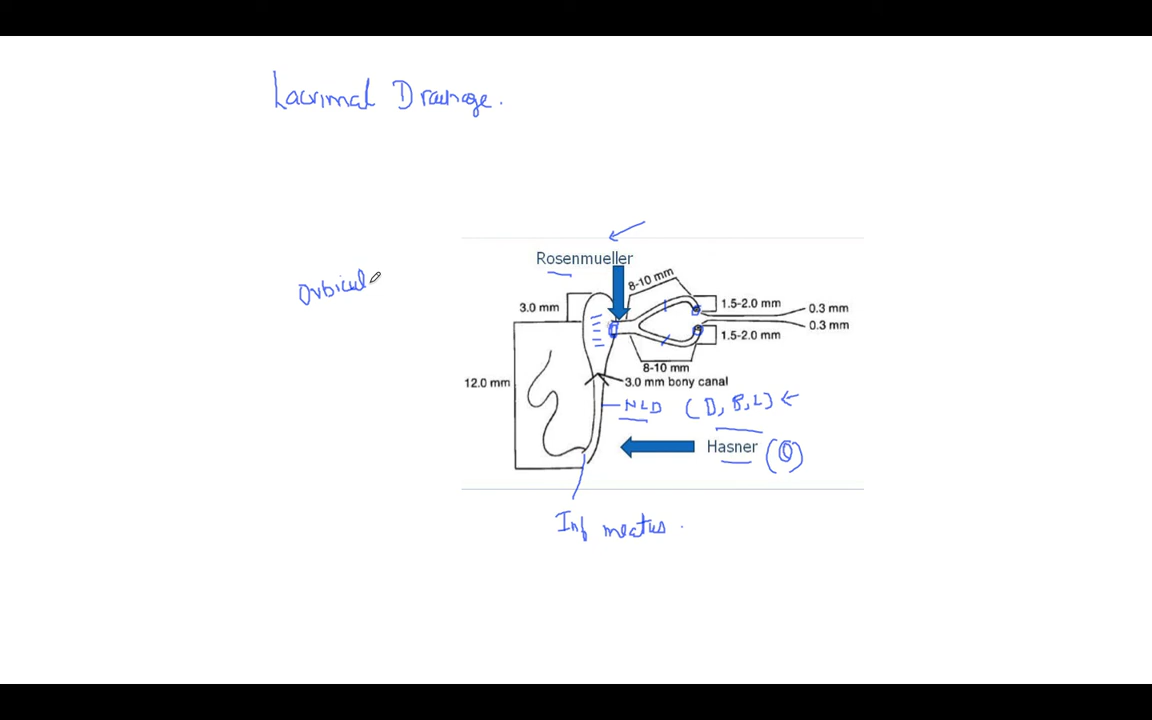 Lacrimal Drainage.
Rosenmueller
Orbicul
8-10 mm
3.0 mm
1.5-2.0 mm
0.3 mm
0.3 mm
1.5-2.0 mm
8-10 mm
12.0 mm
3.0 mm bony canal
NLD (D, B, L) ←
Hasner
Inf meatus.